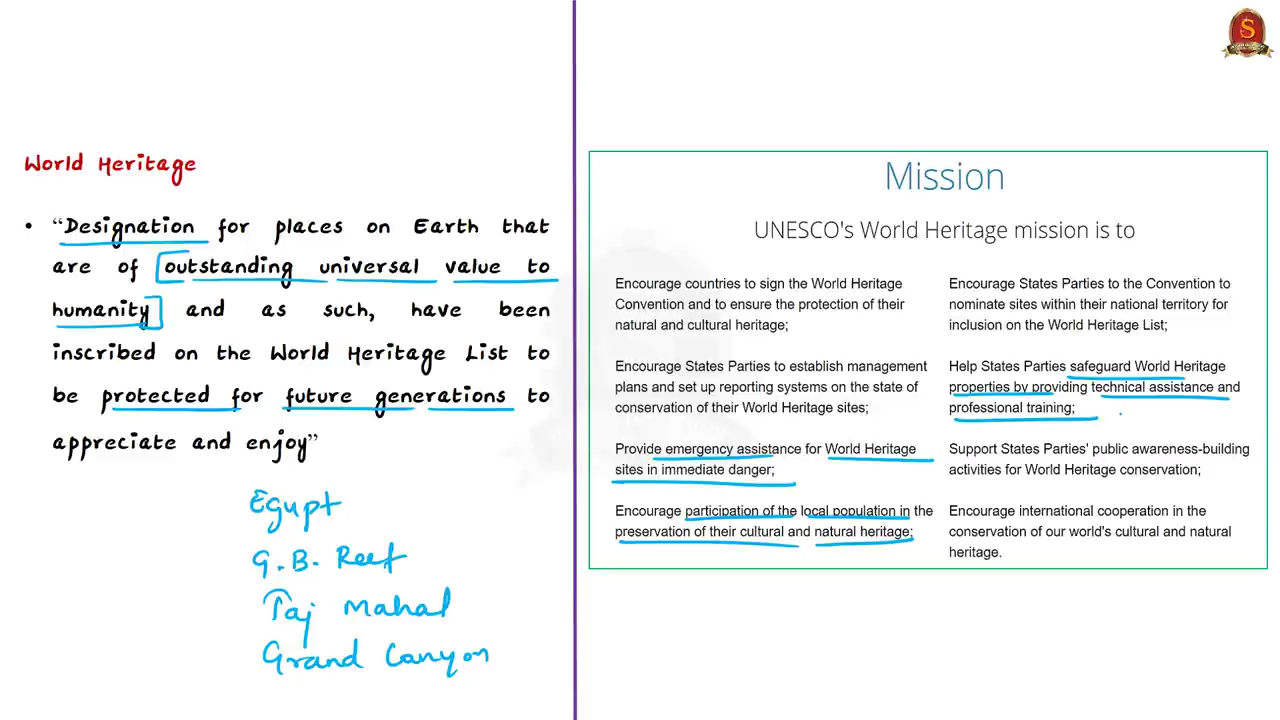 World Heritage
• “Designation for places on Earth that
are of outstanding universal value to
humanity and as such, have been
inscribed on the World Heritage List to
be protected for future generations to
appreciate and enjoy”
Egypt
G.B. Reef
Taj Mahal
Grand Canyon
Mission
UNESCO's World Heritage mission is to
Encourage countries to sign the World Heritage
Convention and to ensure the protection of their
natural and cultural heritage;
Encourage States Parties to the Convention to
nominate sites within their national territory for
inclusion on the World Heritage List;
Encourage States Parties to establish management
plans and set up reporting systems on the state of
conservation of their World Heritage sites;
Help States Parties safeguard World Heritage
properties by providing technical assistance and
professional training;
Provide emergency assistance for World Heritage
sites in immediate danger;
Support States Parties' public awareness-building
activities for World Heritage conservation;
Encourage participation of the local population in the
preservation of their cultural and natural heritage;
Encourage international cooperation in the
conservation of our world's cultural and natural
heritage.
S